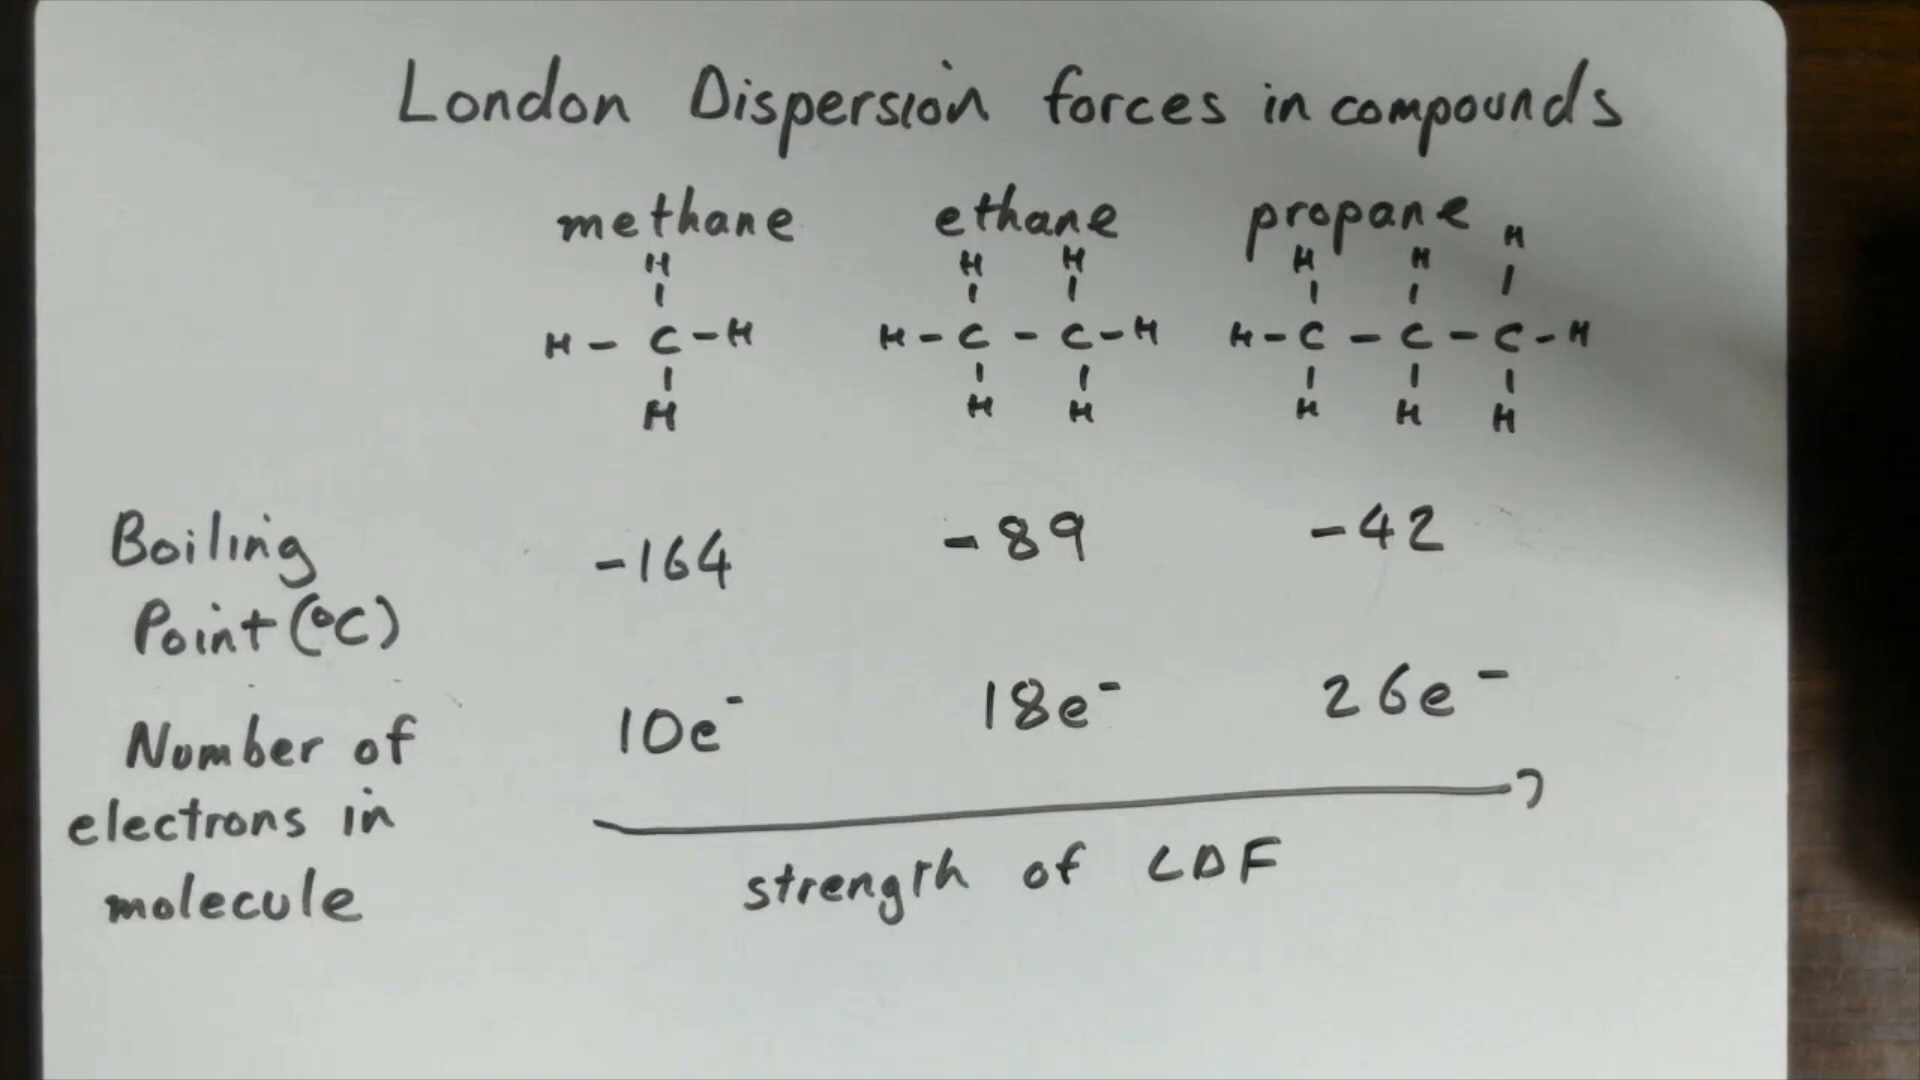 London Dispersion forces in compounds
methane ethane propane
H H H H H H
H - C - H H - C - C - H H - C - C - C - H
H H H H H H
Boiling Point (°C) -164 -89 -42
Number of electrons in molecule 10e⁻ 18e⁻ 26e⁻
strength of LDF